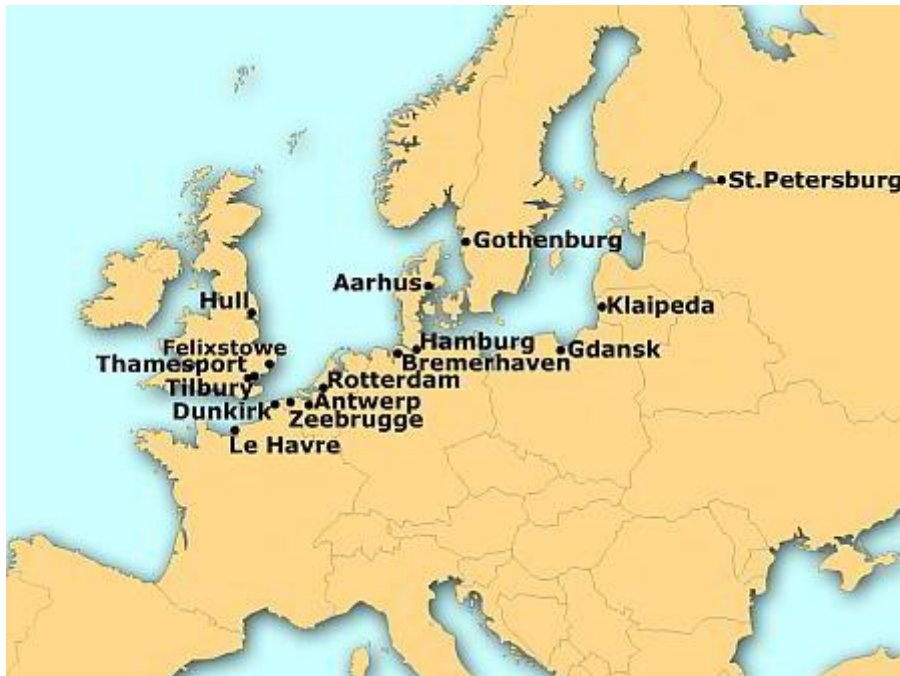 St.Petersburg
Gothenburg
Aarhus
Hull
Klaipeda
Felixstowe
Hamburg
Gdansk
Thamesport
Bremerhaven
Tilbury
Rotterdam
Dunkirk
Antwerp
Zeebrugge
Le Havre